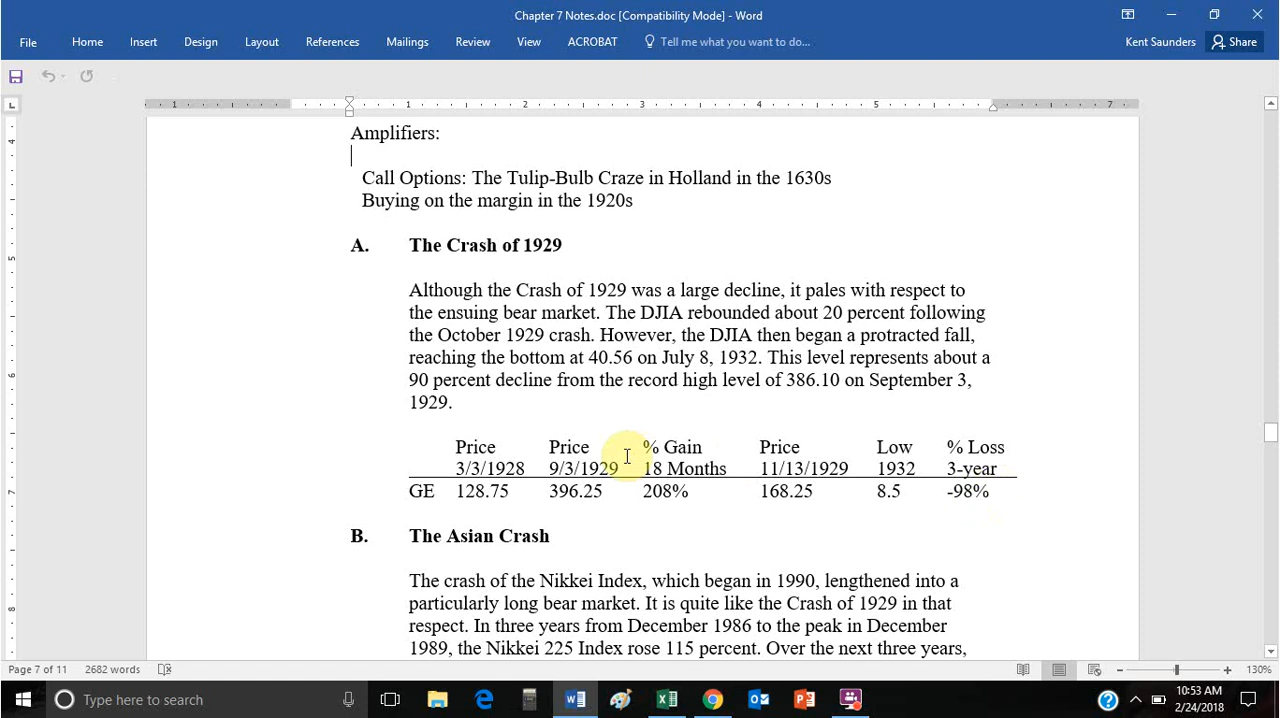 Chapter 7 Notes.doc [Compatibility Mode] - Word
File Home Insert Design Layout References Mailings Review View ACROBAT Tell me what you want to do... Kent Saunders Share
1 1 2 3 4 5 7
Amplifiers:
Call Options: The Tulip-Bulb Craze in Holland in the 1630s
Buying on the margin in the 1920s
A. The Crash of 1929
Although the Crash of 1929 was a large decline, it pales with respect to
the ensuing bear market. The DJIA rebounded about 20 percent following
the October 1929 crash. However, the DJIA then began a protracted fall,
reaching the bottom at 40.56 on July 8, 1932. This level represents about a
90 percent decline from the record high level of 386.10 on September 3,
1929.
Price Price % Gain Price Low % Loss
3/3/1928 9/3/1929 18 Months 11/13/1929 1932 3-year
GE 128.75 396.25 208% 168.25 8.5 -98%
B. The Asian Crash
The crash of the Nikkei Index, which began in 1990, lengthened into a
particularly long bear market. It is quite like the Crash of 1929 in that
respect. In three years from December 1986 to the peak in December
1989, the Nikkei 225 Index rose 115 percent. Over the next three years,
Page 7 of 11 2682 words 130%
Type here to search
10:53 AM
2/24/2018